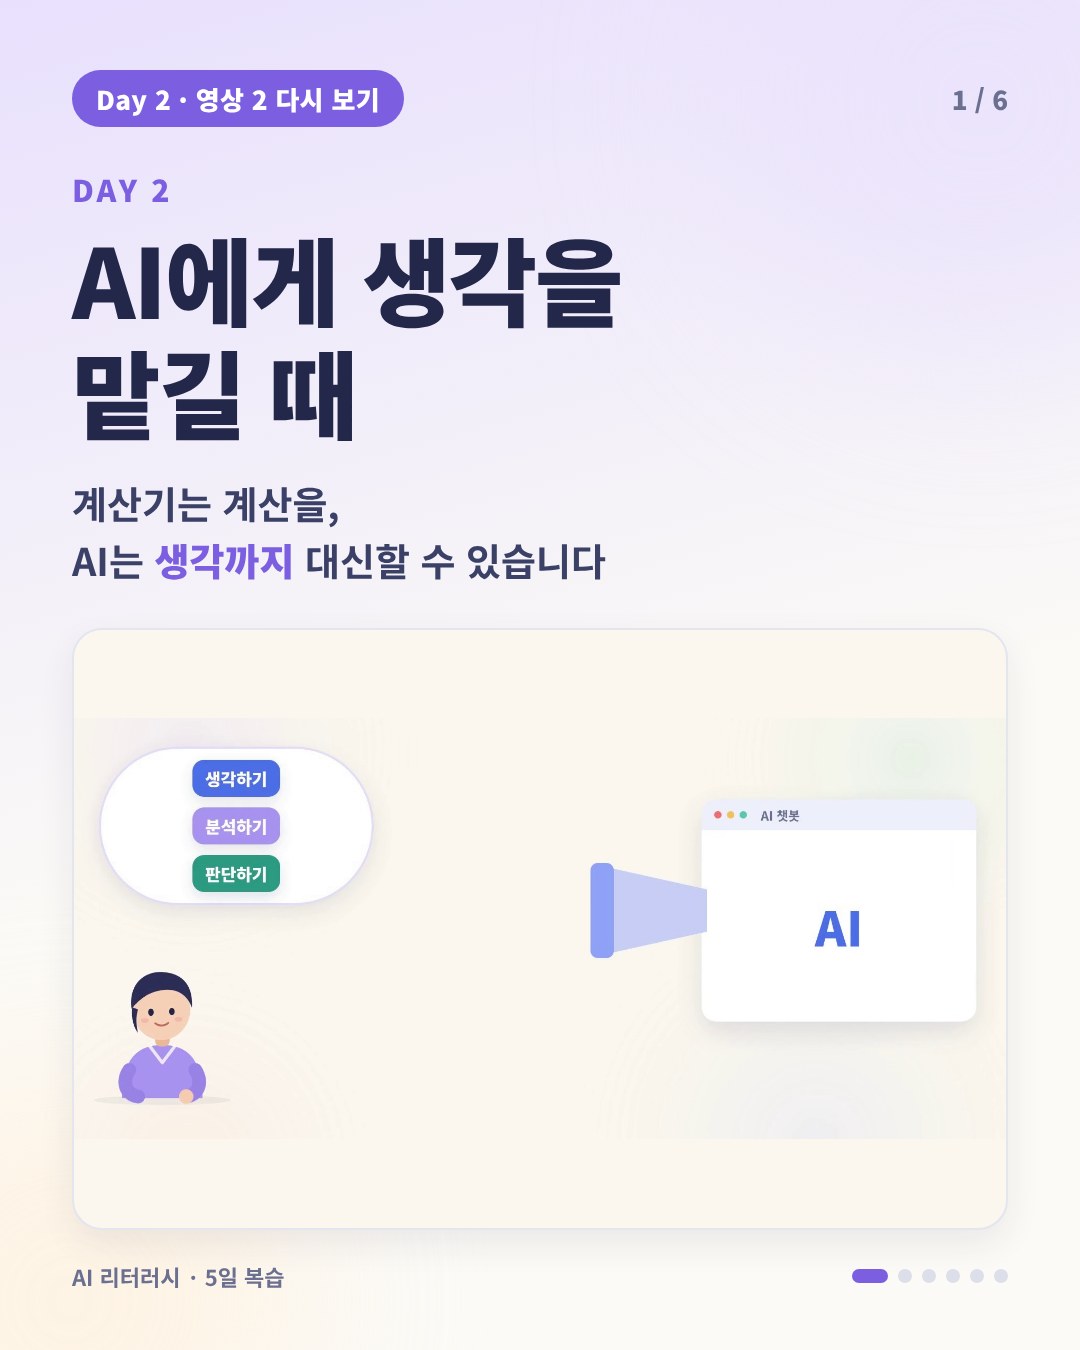 Day 2 · 영상 2 다시 보기
1 / 6
DAY 2
AI에게 생각을
맡길 때
계산기는 계산을,
AI는 생각까지 대신할 수 있습니다
생각하기
분석하기
판단하기
AI 챗봇
AI
AI 리터러시 · 5일 복습